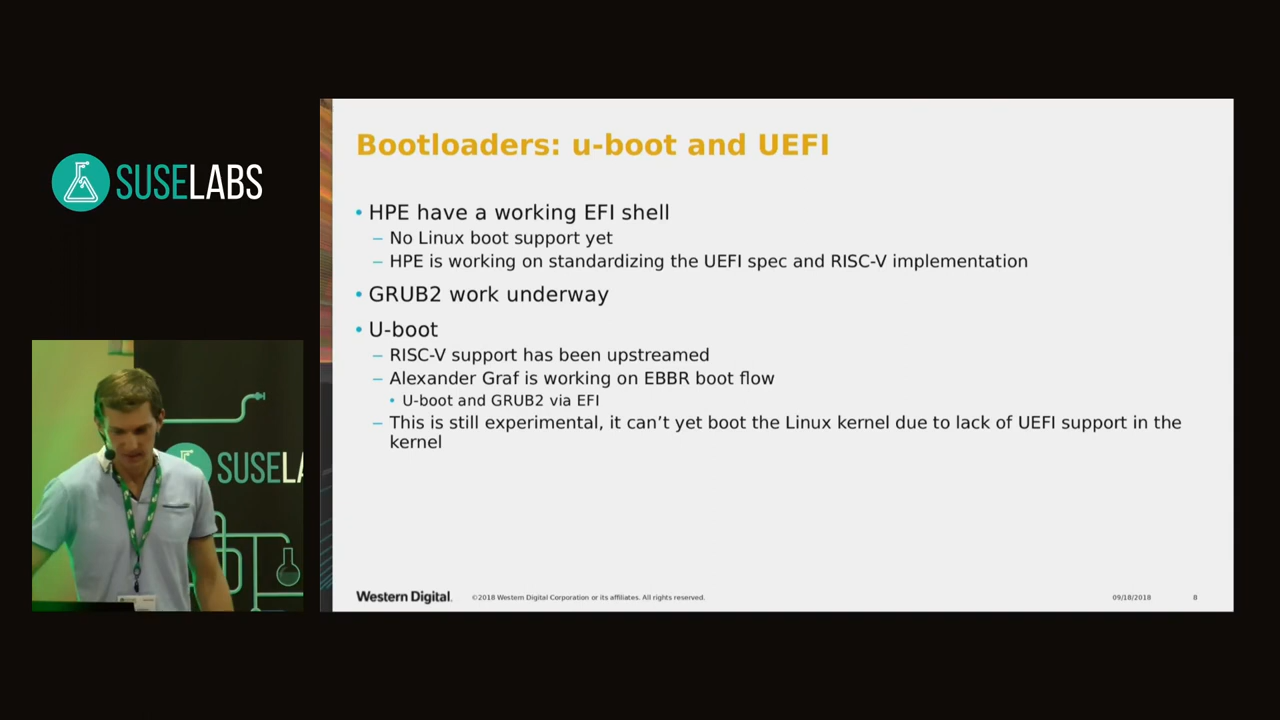 SUSELABS
Bootloaders: u-boot and UEFI
• HPE have a working EFI shell
– No Linux boot support yet
– HPE is working on standardizing the UEFI spec and RISC-V implementation
• GRUB2 work underway
• U-boot
– RISC-V support has been upstreamed
– Alexander Graf is working on EBBR boot flow
• U-boot and GRUB2 via EFI
– This is still experimental, it can’t yet boot the Linux kernel due to lack of UEFI support in the
kernel
SUSELA
Western Digital. ©2018 Western Digital Corporation or its affiliates. All rights reserved. 09/18/2018 8